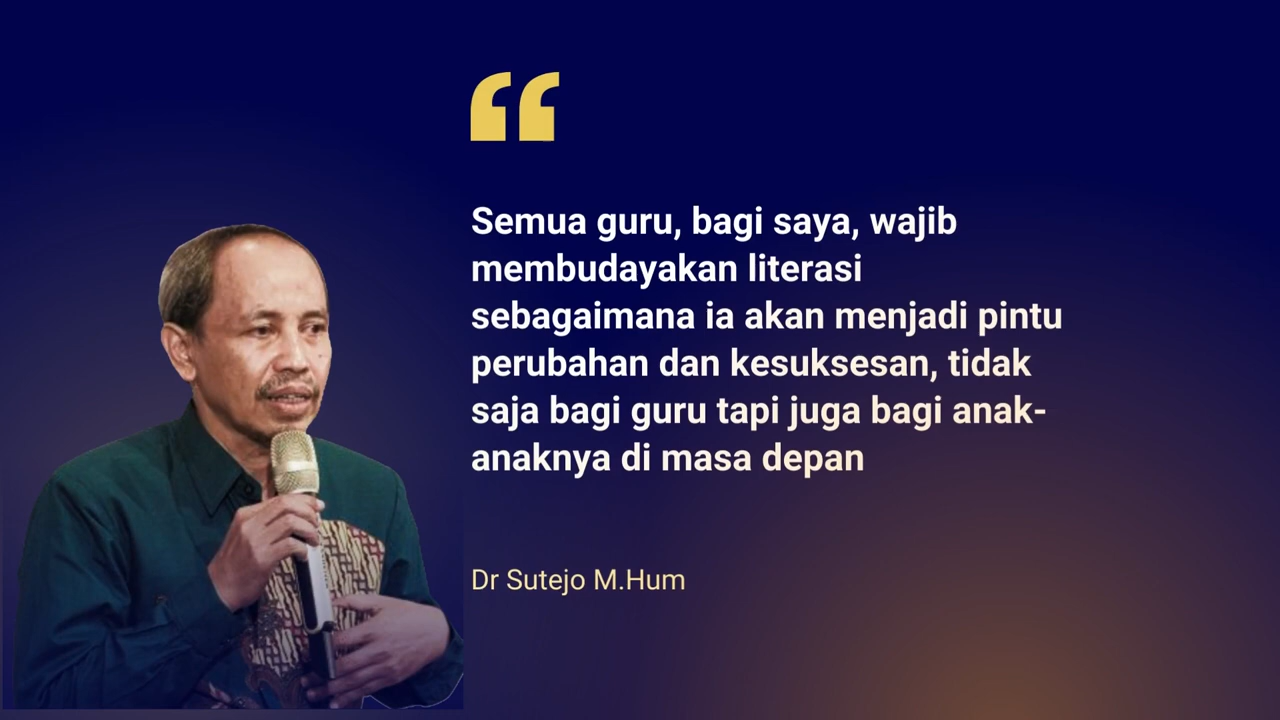 “
Semua guru, bagi saya, wajib
membudayakan literasi
sebagaimana ia akan menjadi pintu
perubahan dan kesuksesan, tidak
saja bagi guru tapi juga bagi anak-
anaknya di masa depan
Dr Sutejo M.Hum